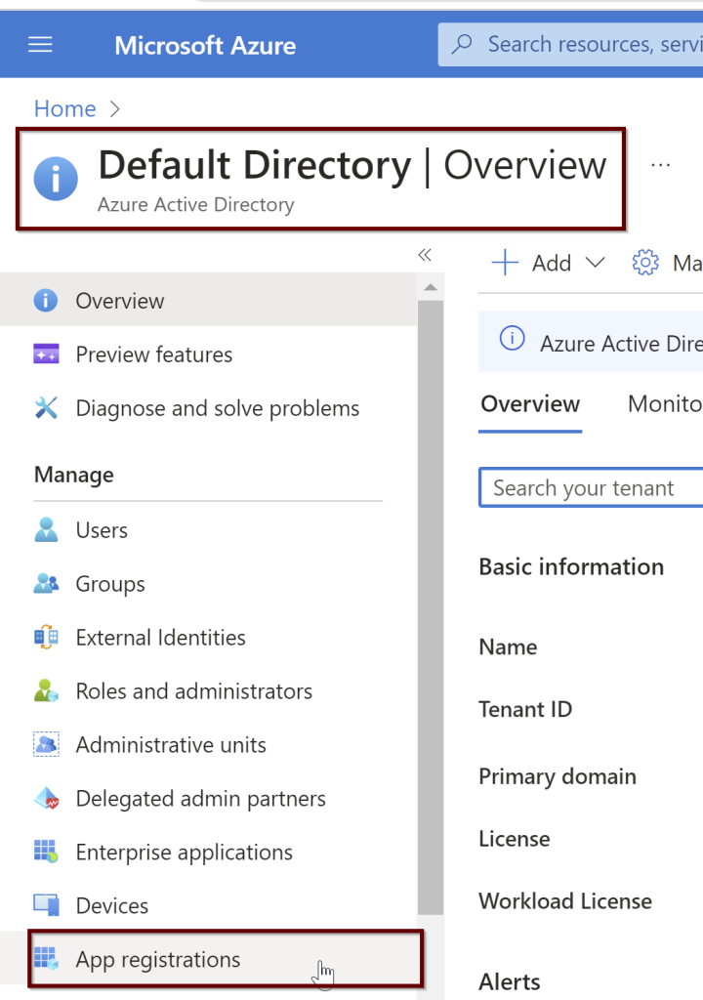 Microsoft Azure
Search resources, servi
Home
Default Directory | Overview
Azure Active Directory
...
Overview
Preview features
Diagnose and solve problems
Manage
Users
Groups
External Identities
Roles and administrators
Administrative units
Delegated admin partners
Enterprise applications
Devices
App registrations
Add
Ma
Azure Active Dire
Overview Monito
Search your tenant
Basic information
Name
Tenant ID
Primary domain
License
Workload License
Alerts